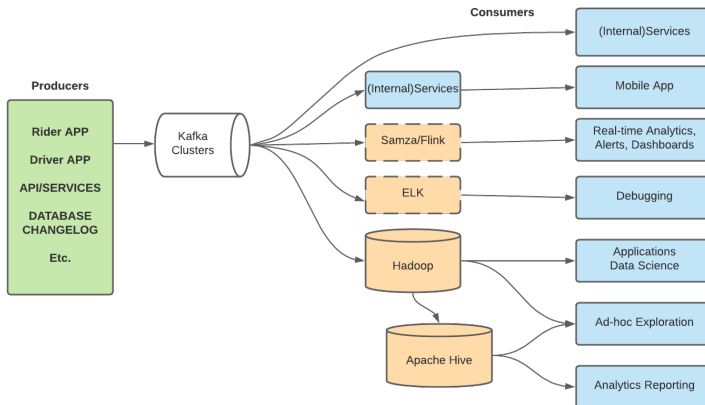 Consumers
(Internal)Services
Producers
(Internal)Services
Mobile App
Rider APP
Driver APP
API/SERVICES
DATABASE
CHANGELOG
Etc.
Kafka
Clusters
Samza/Flink
Real-time Analytics,
Alerts, Dashboards
ELK
Debugging
Hadoop
Applications
Data Science
Ad-hoc Exploration
Apache Hive
Analytics Reporting